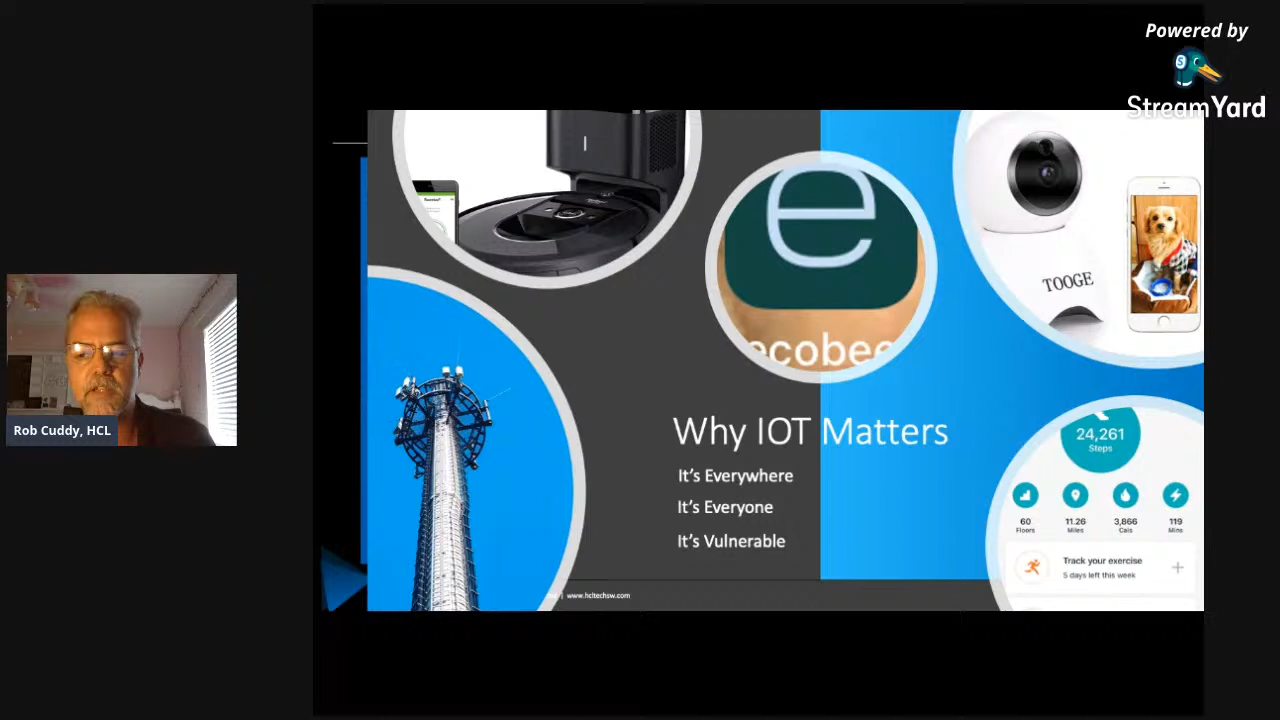 Powered by
StreamYard
e
ecobee
TOOGE
Why IOT Matters
It's Everywhere
It's Everyone
It's Vulnerable
24,261
Steps
60
Floors
11.26
Miles
3,866
Cals
119
Mins
Track your exercise
5 days left this week
Rob Cuddy, HCL
| www.hcltechsw.com